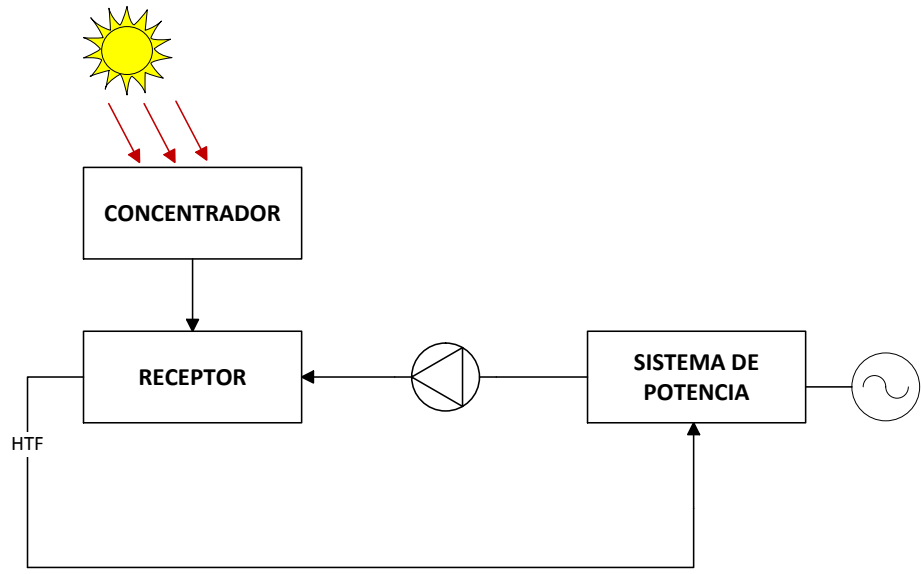 CONCENTRADOR
RECEPTOR
SISTEMA DE
POTENCIA
HTF